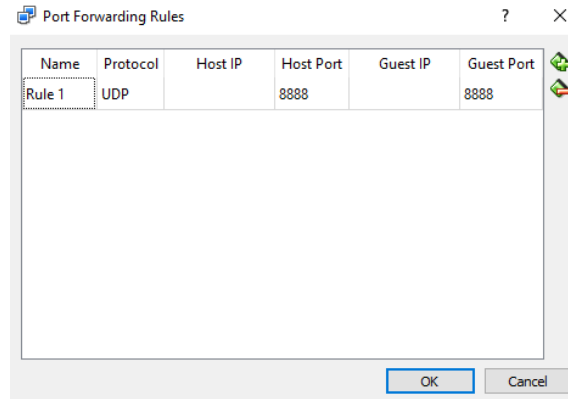 Port Forwarding Rules ?
Name Protocol Host IP Host Port Guest IP Guest Port
Rule 1 UDP 8888 8888
OK Cancel